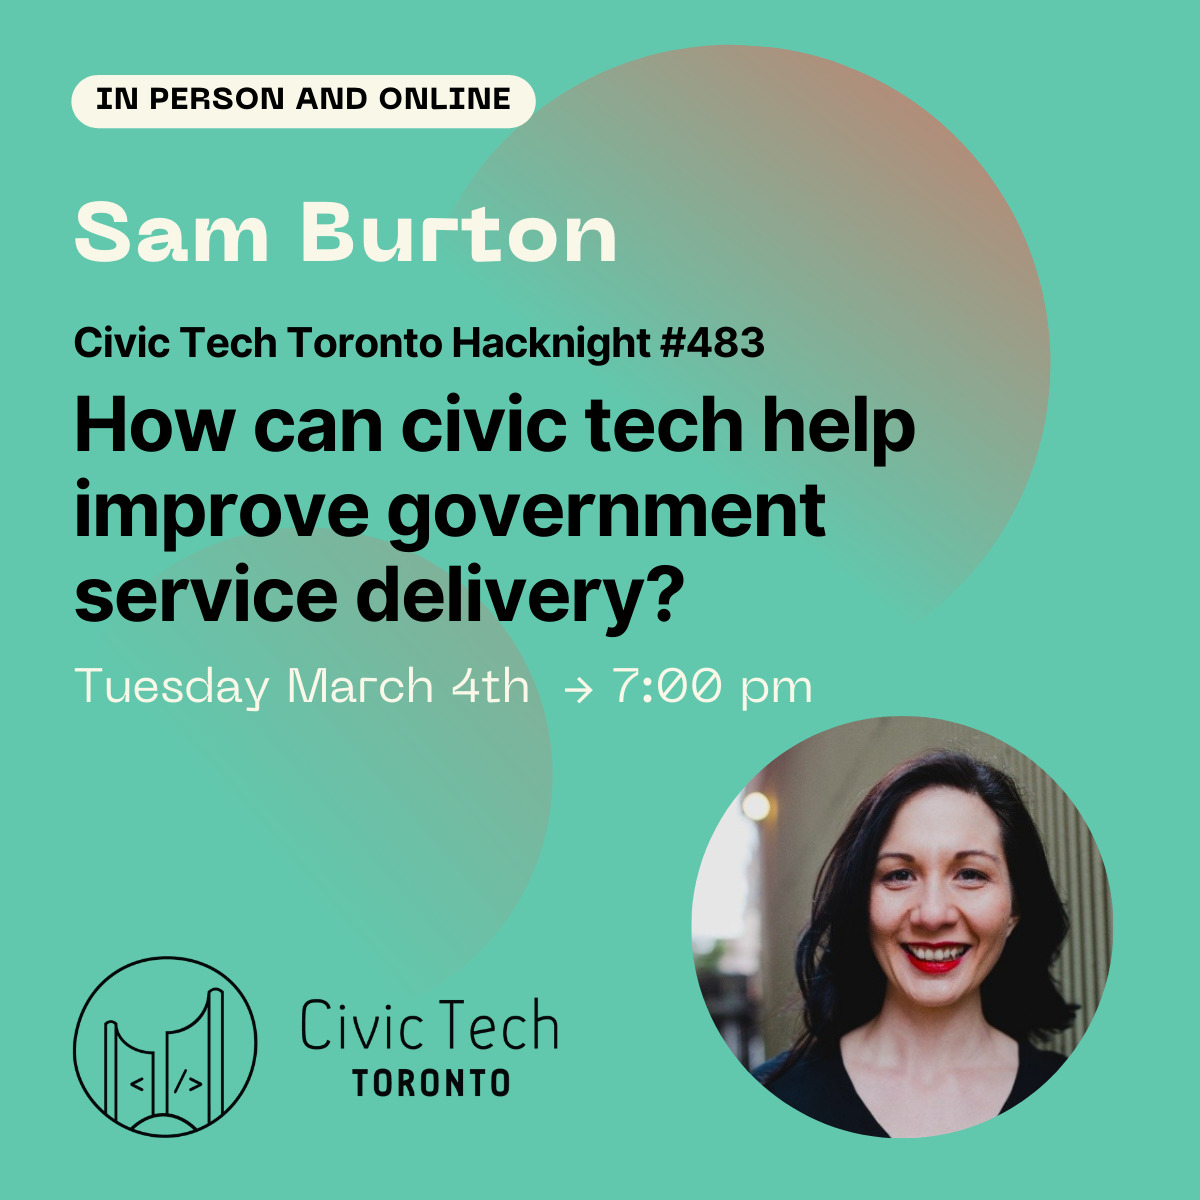 IN PERSON AND ONLINE
Sam Burton
Civic Tech Toronto Hacknight #483
How can civic tech help
improve government
service delivery?
Tuesday March 4th → 7:00 pm
< />
Civic Tech
TORONTO